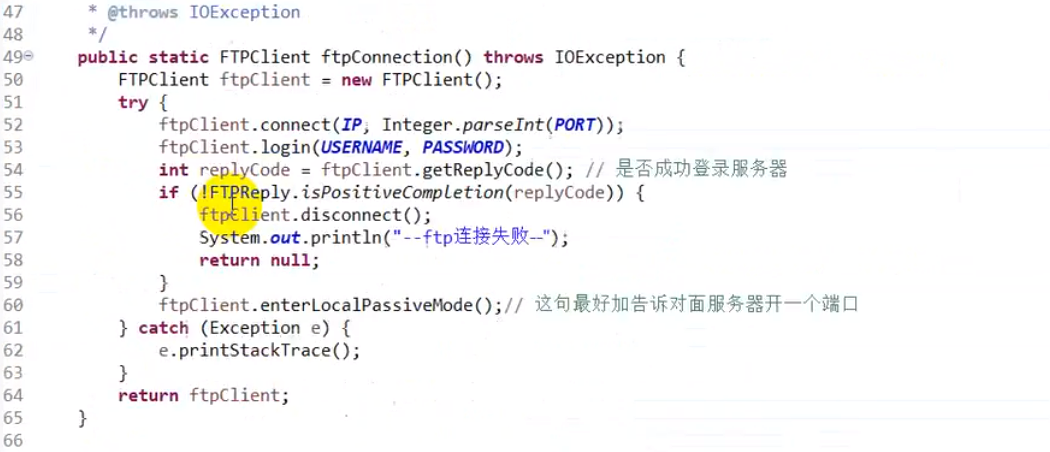 47 * @throws IOException
48 */
49 public static FTPClient ftpConnection() throws IOException {
50 FTPClient ftpClient = new FTPClient();
51 try {
52 ftpClient.connect(IP, Integer.parseInt(PORT));
53 ftpClient.login(USERNAME, PASSWORD);
54 int replyCode = ftpClient.getReplyCode(); // 是否成功登录服务器
55 if (!FTPReply.isPositiveCompletion(replyCode)) {
56 ftpClient.disconnect();
57 System.out.println("--ftp连接失败--");
58 return null;
59 }
60 ftpClient.enterLocalPassiveMode();// 这句最好加告诉对面服务器开一个端口
61 } catch (Exception e) {
62 e.printStackTrace();
63 }
64 return ftpClient;
65 }
66